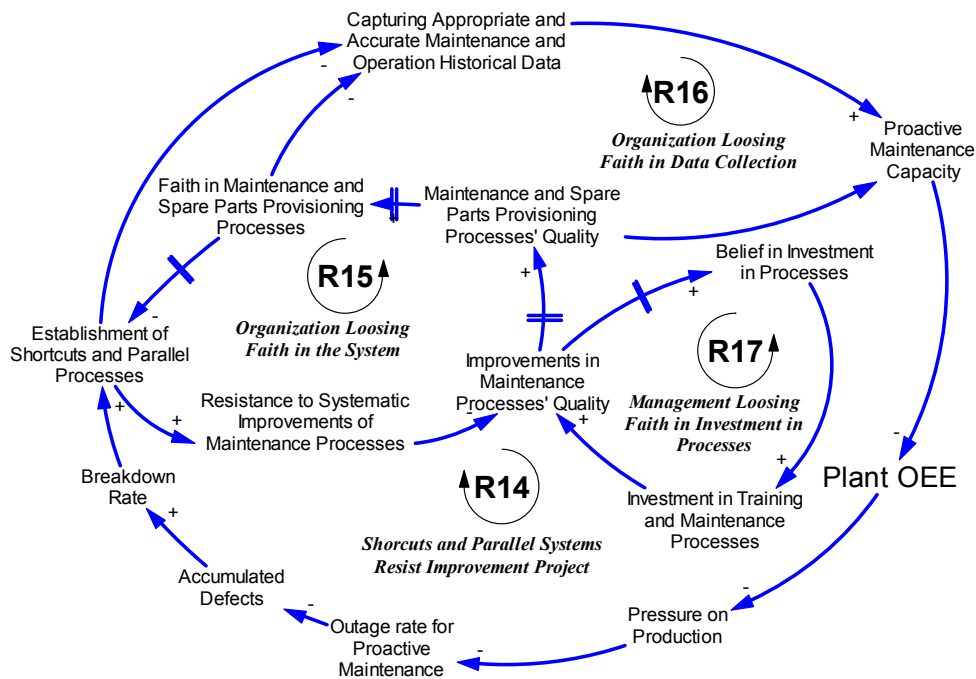 Capturing Appropriate and
Accurate Maintenance and
Operation Historical Data
-
-
R16
Organization Loosing
Faith in Data Collection
+
Proactive
Maintenance
Capacity
Faith in Maintenance and
Spare Parts Provisioning
Processes
+
Maintenance and Spare
Parts Provisioning
Processes' Quality
Belief in Investment
in Processes
+
+
R15
Organization Loosing
Faith in the System
-
Establishment of
Shortcuts and Parallel
Processes
Improvements in
Maintenance
Processes' Quality
R17
Management Loosing
Faith in Investment in
Processes
+
+
Resistance to Systematic
Improvements of
Maintenance Processes
-
+
-
Breakdown
Rate
R14
Shorcuts and Parallel Systems
Resist Improvement Project
+
Investment in Training
and Maintenance
Processes
Plant OEE
+
Accumulated
Defects
-
Outage rate for
Proactive
Maintenance
-
Pressure on
Production
-